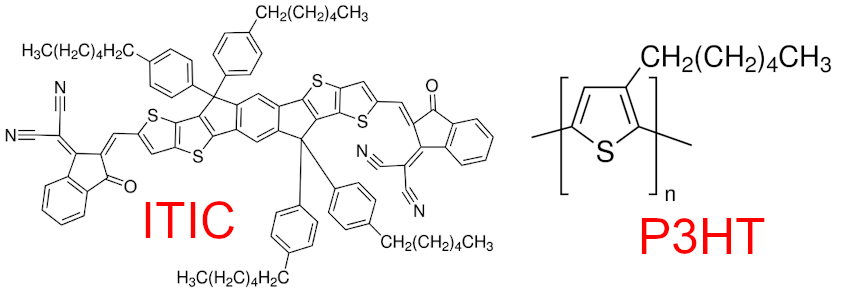 CH₂(CH₂)₄CH₃
H₃C(H₂C)₄H₂C
CH₂(CH₂)₄CH₃
S
O
N
S
S
N
N
S
S
O
N
n
ITIC
P3HT
CH₂(CH₂)₄CH₃
H₃C(H₂C)₄H₂C